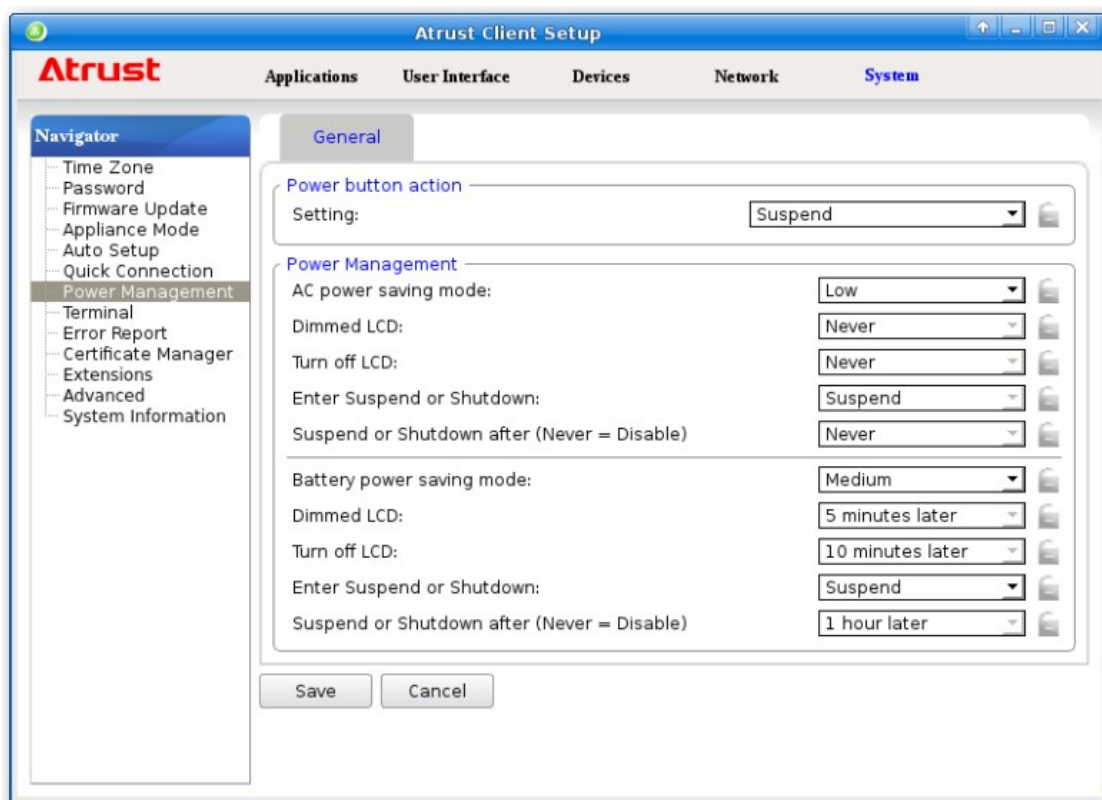 Atrust Client Setup
Atrust
Applications User Interface Devices Network System
Navigator
Time Zone
Password
Firmware Update
Appliance Mode
Auto Setup
Quick Connection
Power Management
Terminal
Error Report
Certificate Manager
Extensions
Advanced
System Information
General
Power button action
Setting: Suspend
Power Management
AC power saving mode: Low
Dimmed LCD: Never
Turn off LCD: Never
Enter Suspend or Shutdown: Suspend
Suspend or Shutdown after (Never = Disable) Never
Battery power saving mode: Medium
Dimmed LCD: 5 minutes later
Turn off LCD: 10 minutes later
Enter Suspend or Shutdown: Suspend
Suspend or Shutdown after (Never = Disable) 1 hour later
Save Cancel